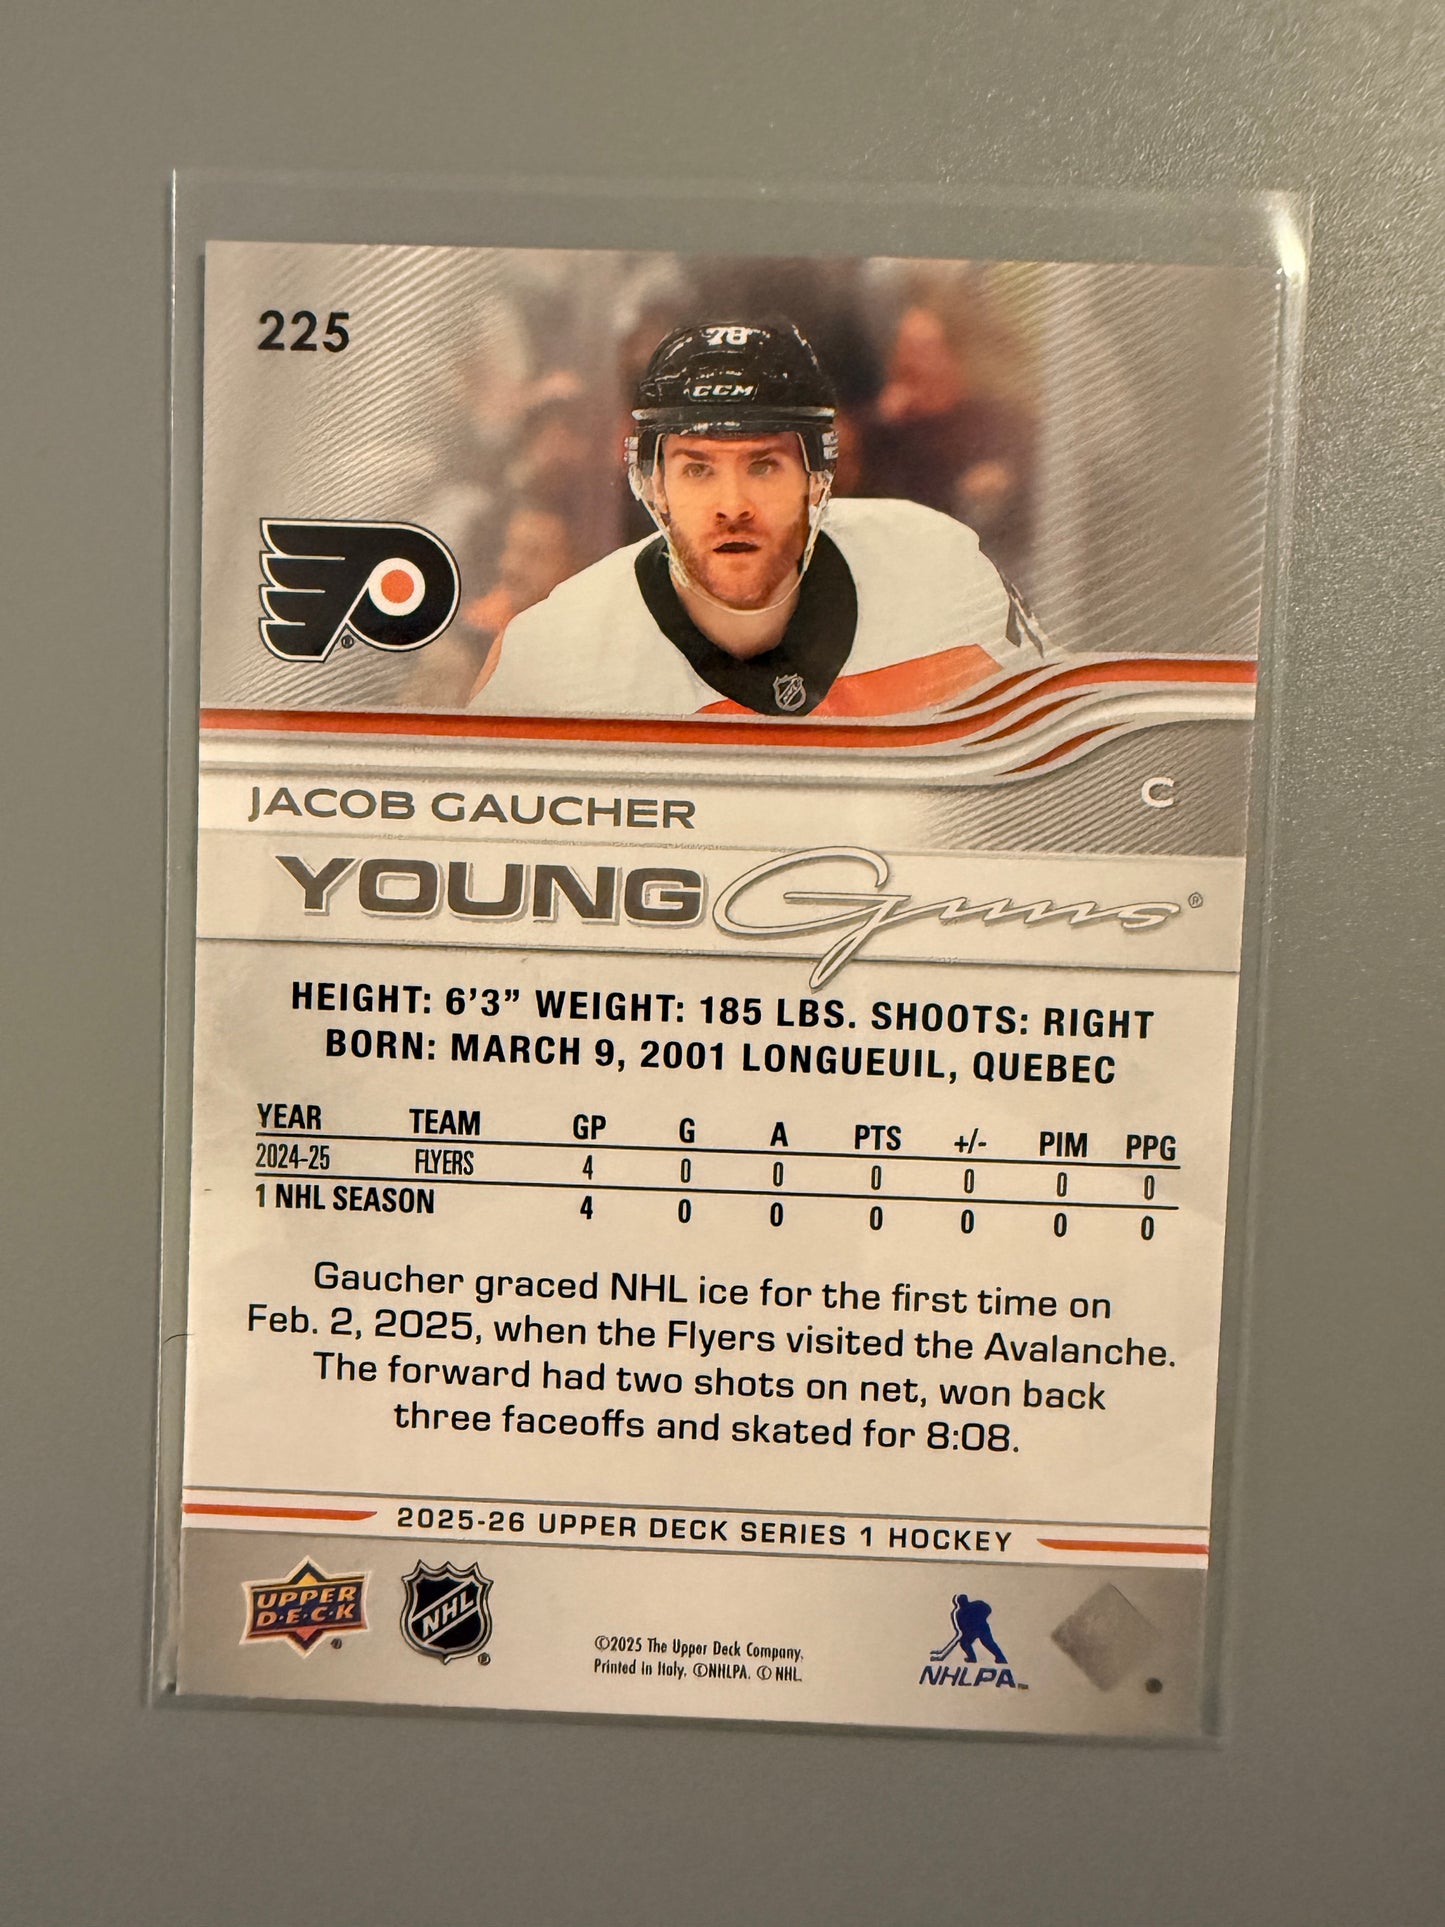 225
78
CCM
NHL
JACOB GAUCHER
C
YOUNG Guns®
HEIGHT: 6'3” WEIGHT: 185 LBS. SHOOTS: RIGHT
BORN: MARCH 9, 2001 LONGUEUIL, QUEBEC
YEAR TEAM GP G A PTS +/- PIM PPG
2024-25 FLYERS 4 0 0 0 0 0 0
1 NHL SEASON 4 0 0 0 0 0 0
Gaucher graced NHL ice for the first time on
Feb. 2, 2025, when the Flyers visited the Avalanche.
The forward had two shots on net, won back
three faceoffs and skated for 8:08.
2025-26 UPPER DECK SERIES 1 HOCKEY
UPPER
D·E·C·K
NHL
©2025 The Upper Deck Company.
Printed in Italy. ©NHLPA. © NHL
NHLPA™